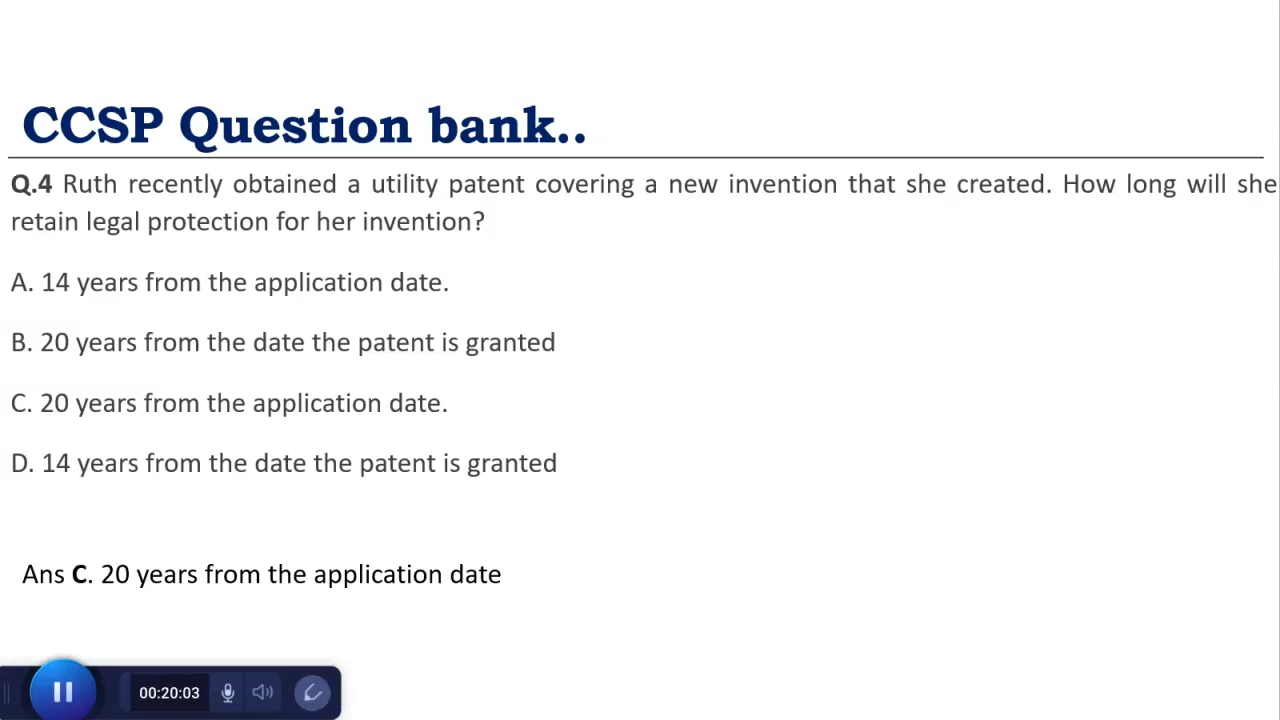 CCSP Question bank..
Q.4 Ruth recently obtained a utility patent covering a new invention that she created. How long will she
retain legal protection for her invention?
A. 14 years from the application date.
B. 20 years from the date the patent is granted
C. 20 years from the application date.
D. 14 years from the date the patent is granted
Ans C. 20 years from the application date
00:20:03